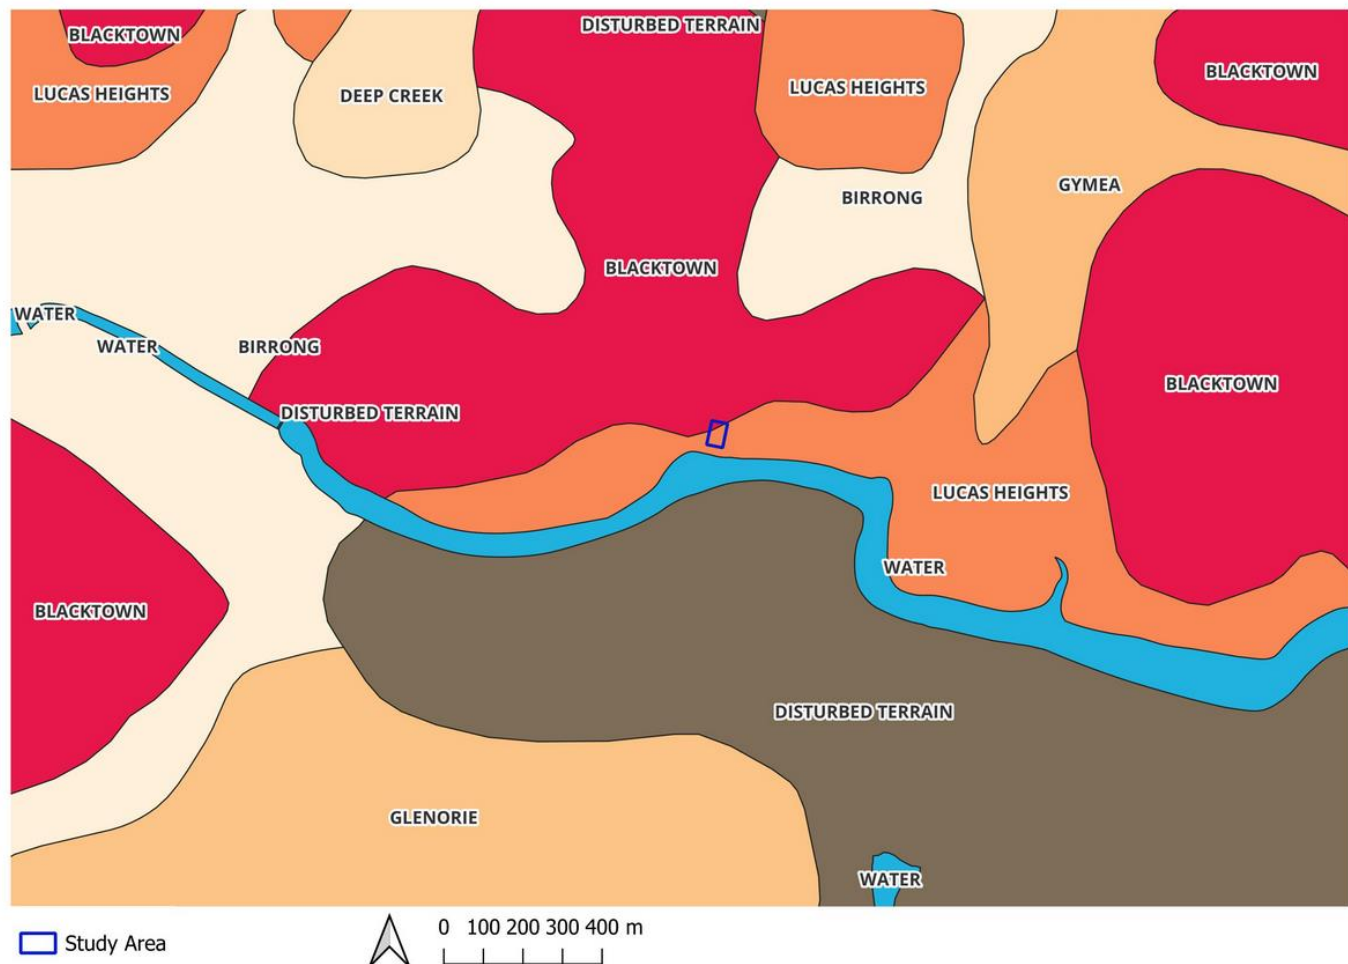 DISTURBED TERRAIN
BLACKTOWN
BLACKTOWN
LUCAS HEIGHTS
DEEP CREEK
LUCAS HEIGHTS
GYMEA
BIRRONG
BLACKTOWN
WATER
WATER
BIRRONG
BLACKTOWN
DISTURBED TERRAIN
LUCAS HEIGHTS
WATER
BLACKTOWN
DISTURBED TERRAIN
GLENORIE
WATER
Study Area
0 100 200 300 400 m